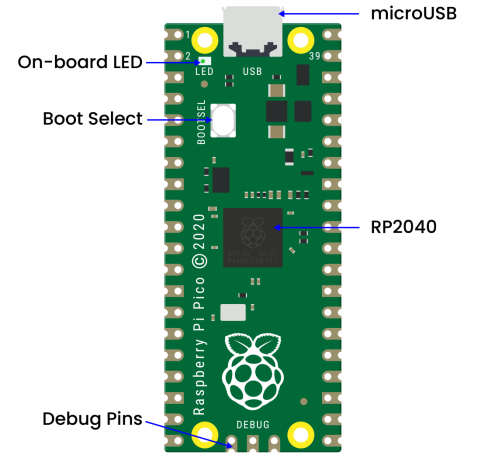 microUSB
1
2
39
On-board LED
LED
USB
Boot Select
BOOTSEL
RP2040
Raspberry Pi Pico © 2020
Debug Pins
DEBUG